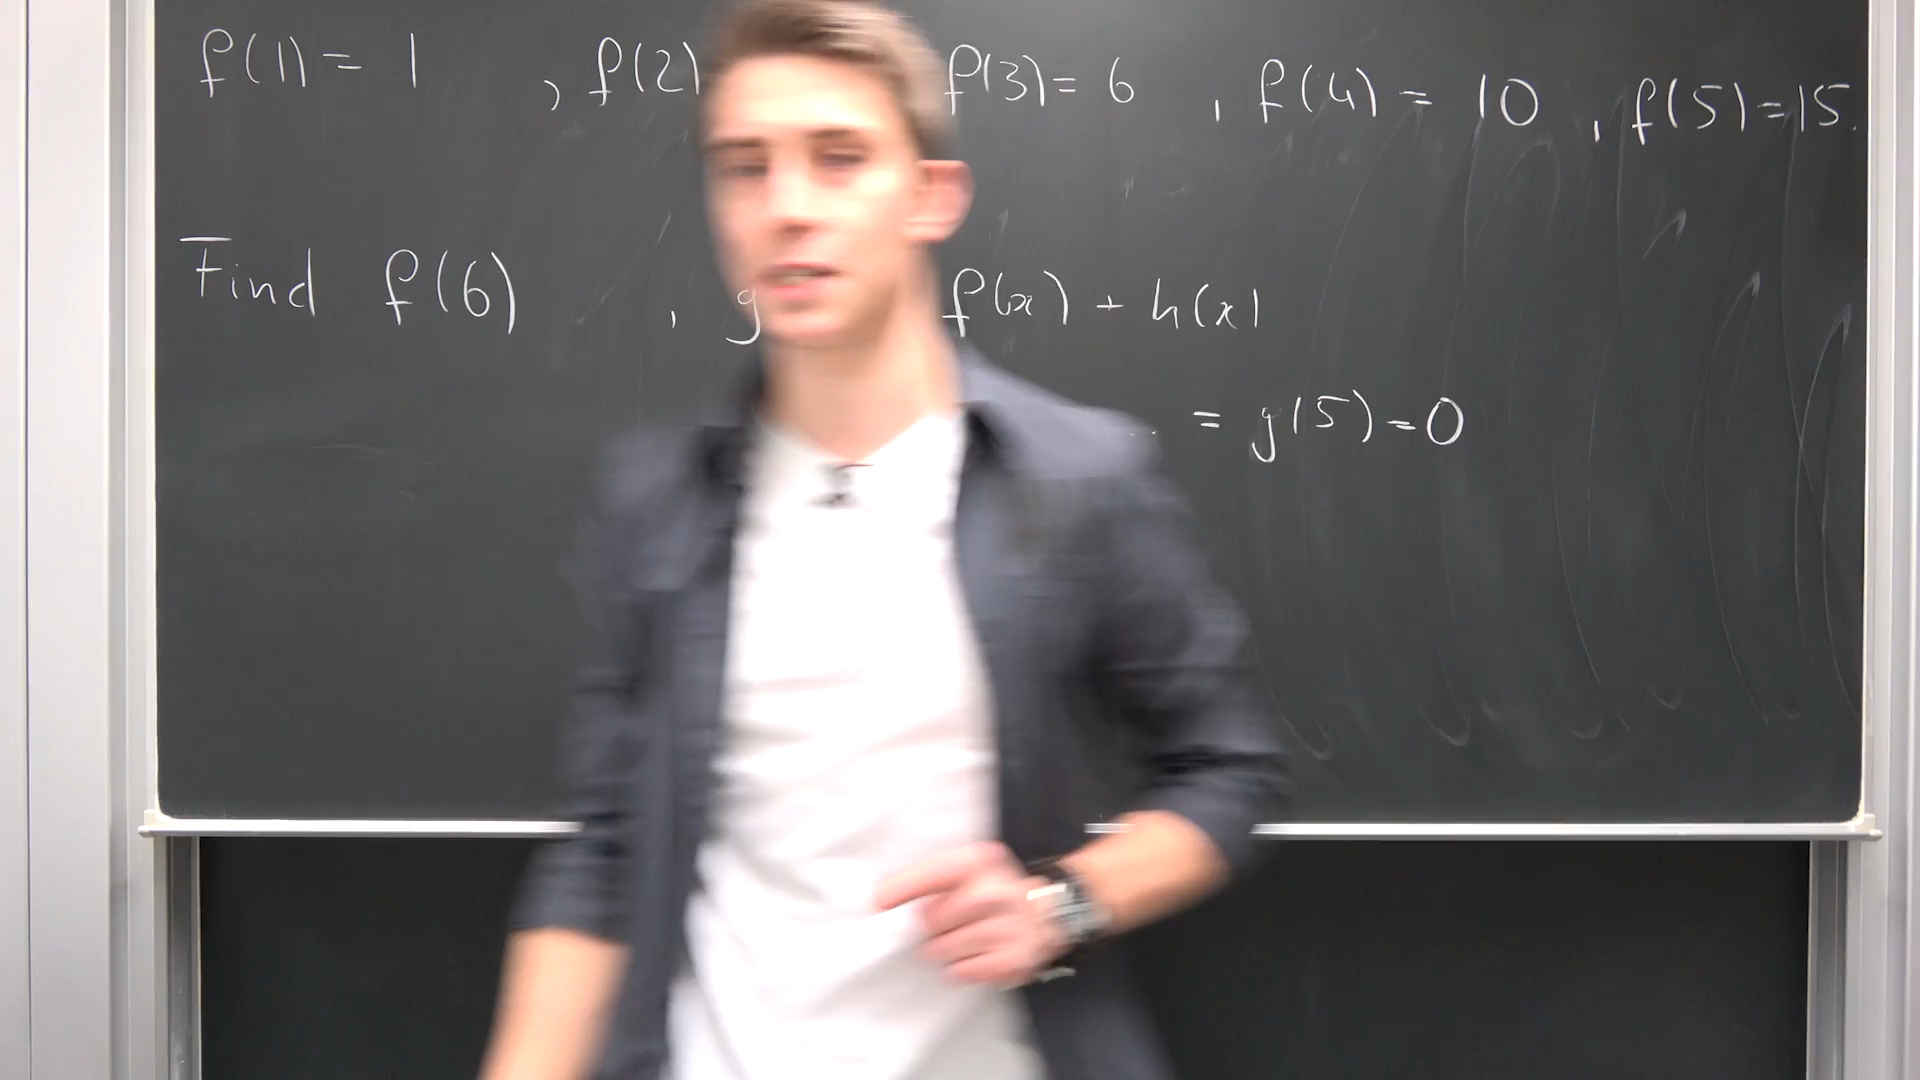 f(1) = 1 , f(2) f(3) = 6 , f(4) = 10 , f(5) = 15.
Find f(6) , g f(x) + h(x)
.. = g(5) = 0